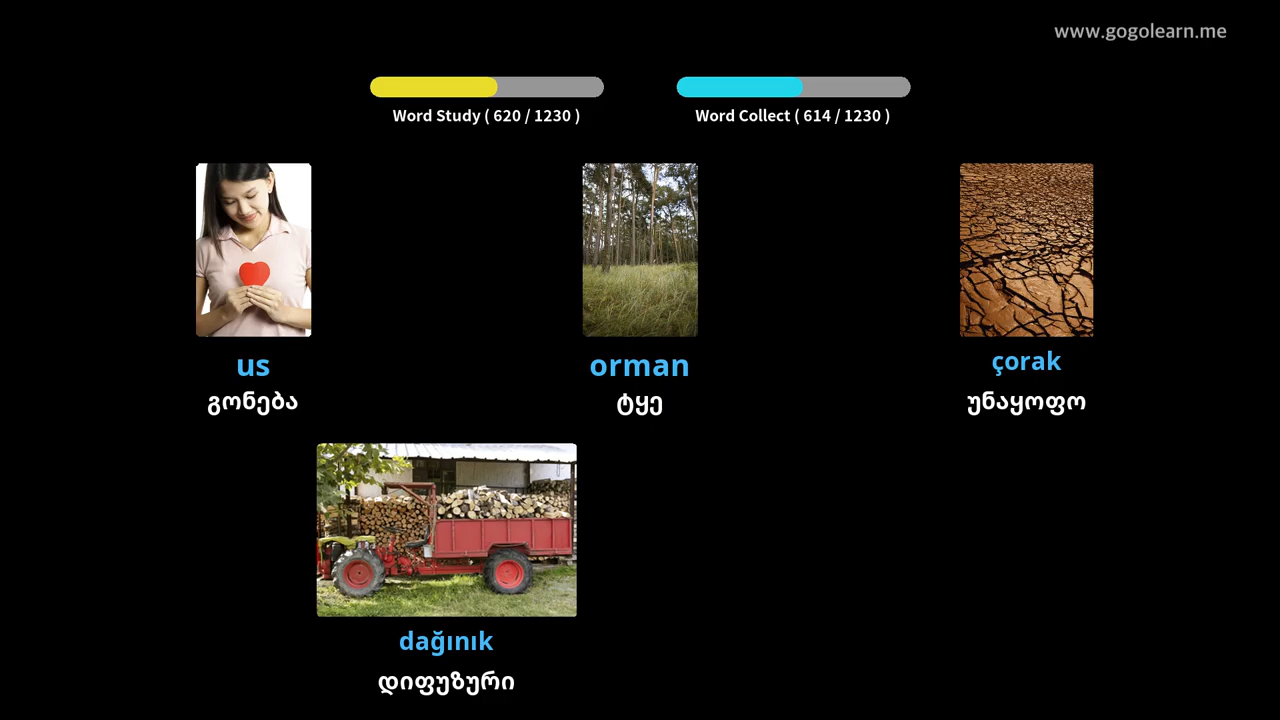 www.gogolearn.me
Word Study ( 620 / 1230 )
Word Collect ( 614 / 1230 )
us
გონება
orman
ტყე
çorak
უნაყოფო
dağınık
დიფუზური